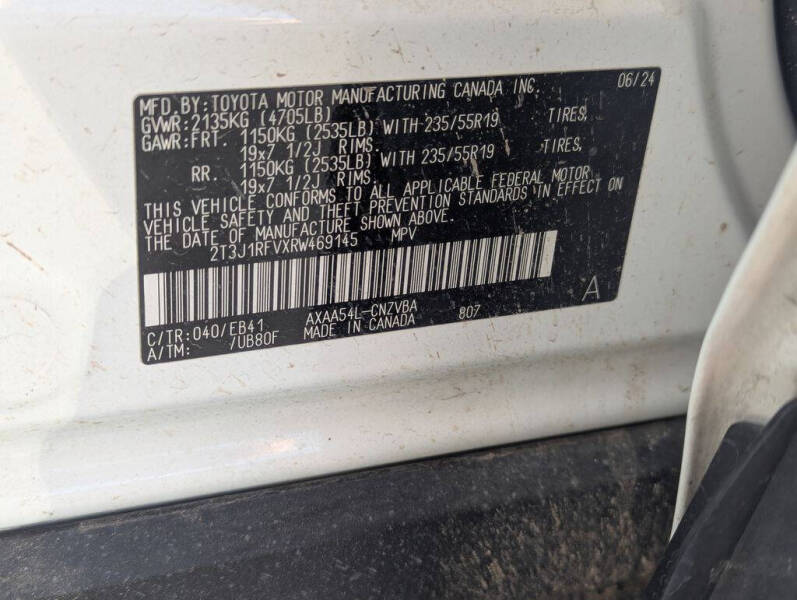 MFD.BY:TOYOTA MOTOR MANUFACTURING CANADA INC. 06/24
GVWR:2135KG (4705LB)
GAWR:FRT. 1150KG (2535LB) WITH 235/55R19 TIRES,
19x7 1/2J RIMS.
RR. 1150KG (2535LB) WITH 235/55R19 TIRES,
19x7 1/2J RIMS.
THIS VEHICLE CONFORMS TO ALL APPLICABLE FEDERAL MOTOR
VEHICLE SAFETY AND THEFT PREVENTION STANDARDS IN EFFECT ON
THE DATE OF MANUFACTURE SHOWN ABOVE.
2T3J1RFVXRW469145 MPV
C/TR:040/EB41 AXAA54L-CNZVBA 807 A
A/TM: /UB80F MADE IN CANADA